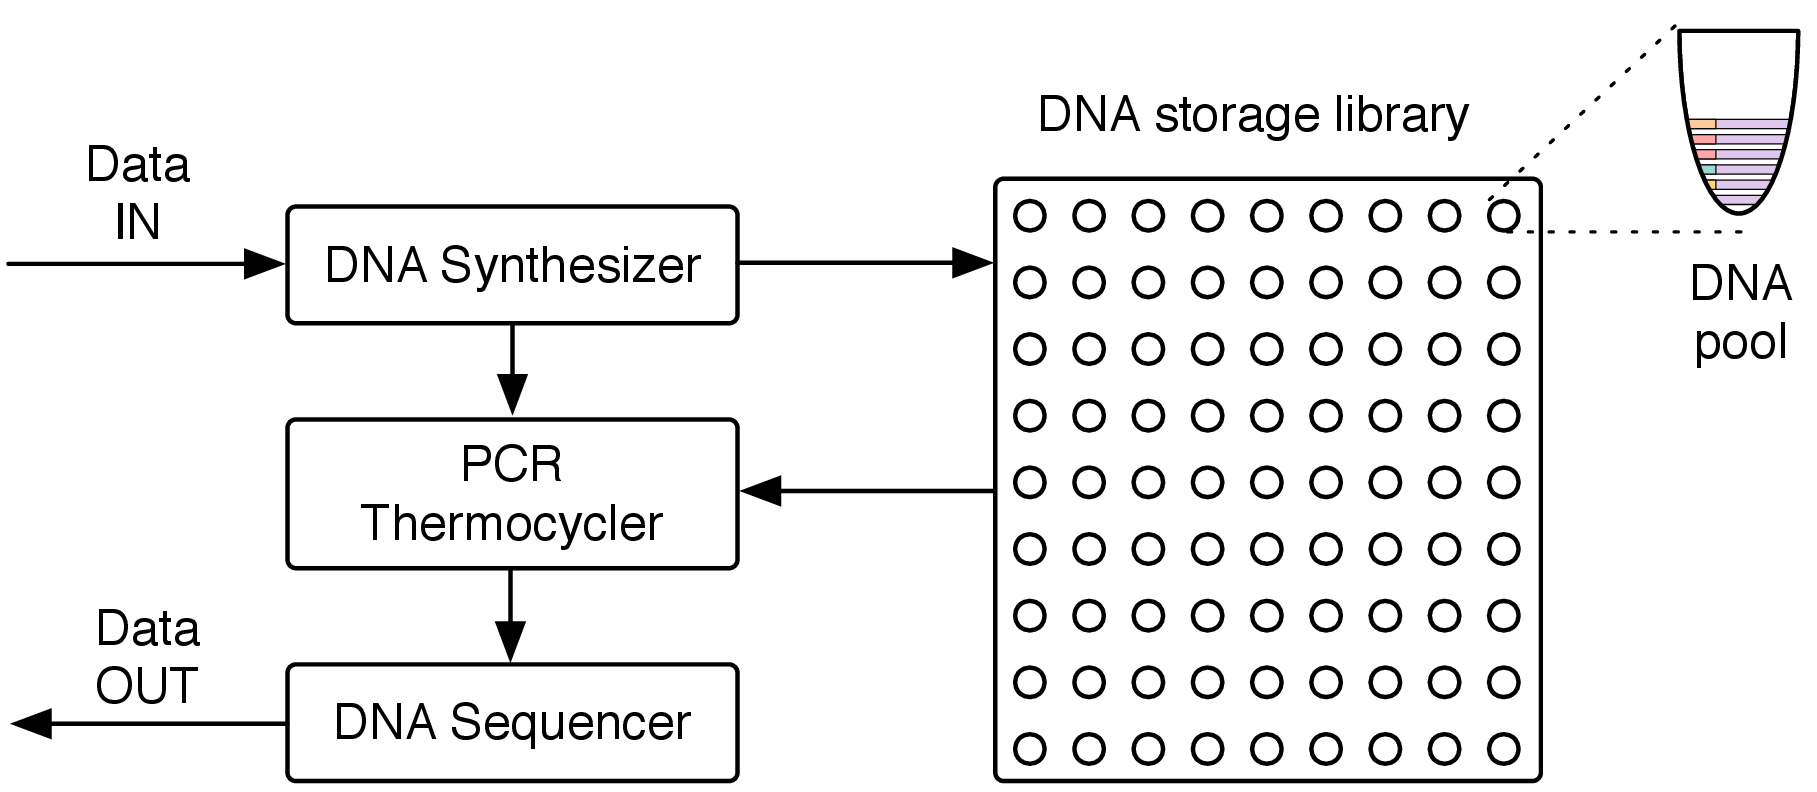 Data
IN
DNA Synthesizer
PCR
Thermocycler
Data
OUT
DNA Sequencer
DNA storage library
DNA
pool